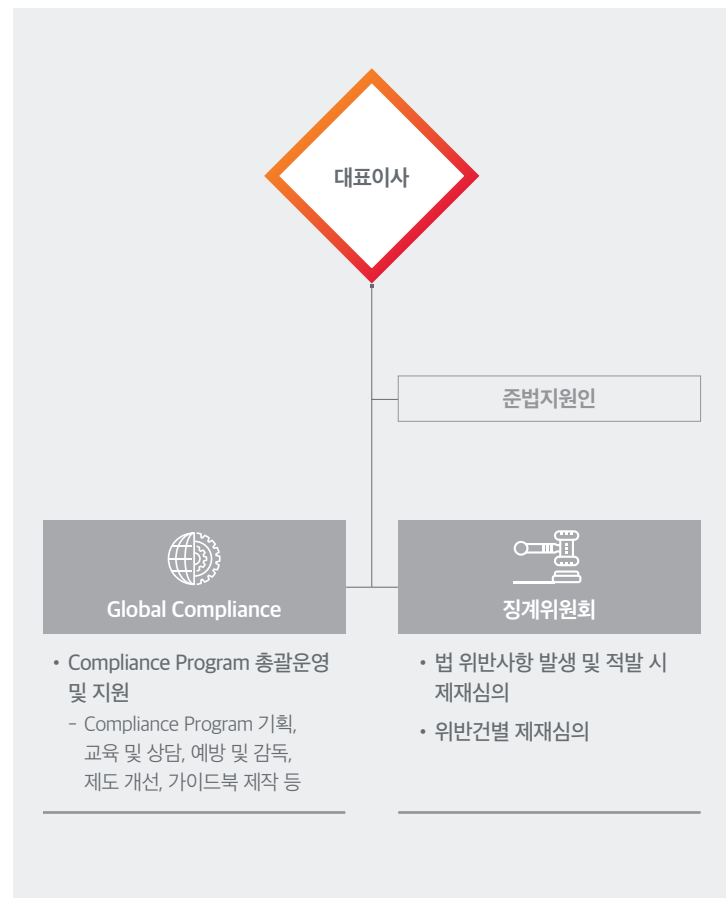 대표이사
준법지원인
Global Compliance
• Compliance Program 총괄운영
및 지원
- Compliance Program 기획,
교육 및 상담, 예방 및 감독,
제도 개선, 가이드북 제작 등
징계위원회
• 법 위반사항 발생 및 적발 시
제재심의
• 위반건별 제재심의